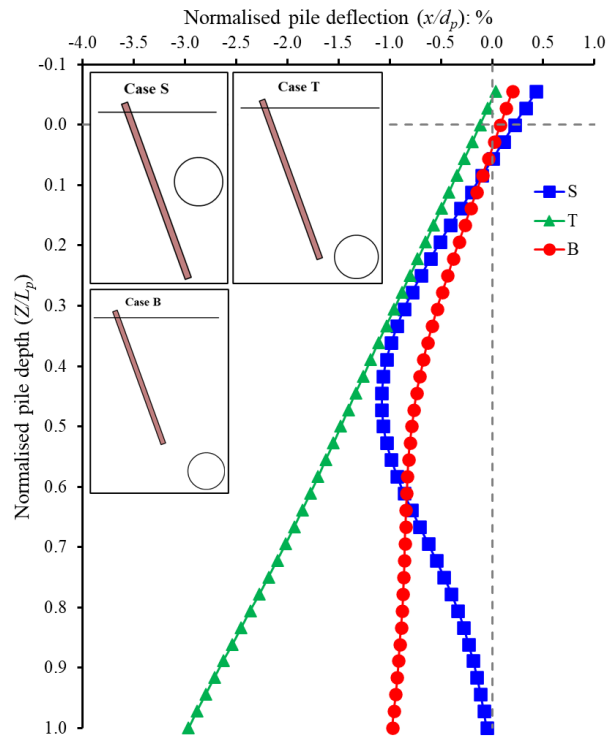 Normalised pile deflection (x/dp): %
-4.0 -3.5 -3.0 -2.5 -2.0 -1.5 -1.0 -0.5 0.0 0.5 1.0
-0.1
0.0
0.1
0.2
0.3
0.4
0.5
0.6
0.7
0.8
0.9
1.0
Normalised pile depth (Z/Lp)
Case S
Case T
Case B
S
T
B